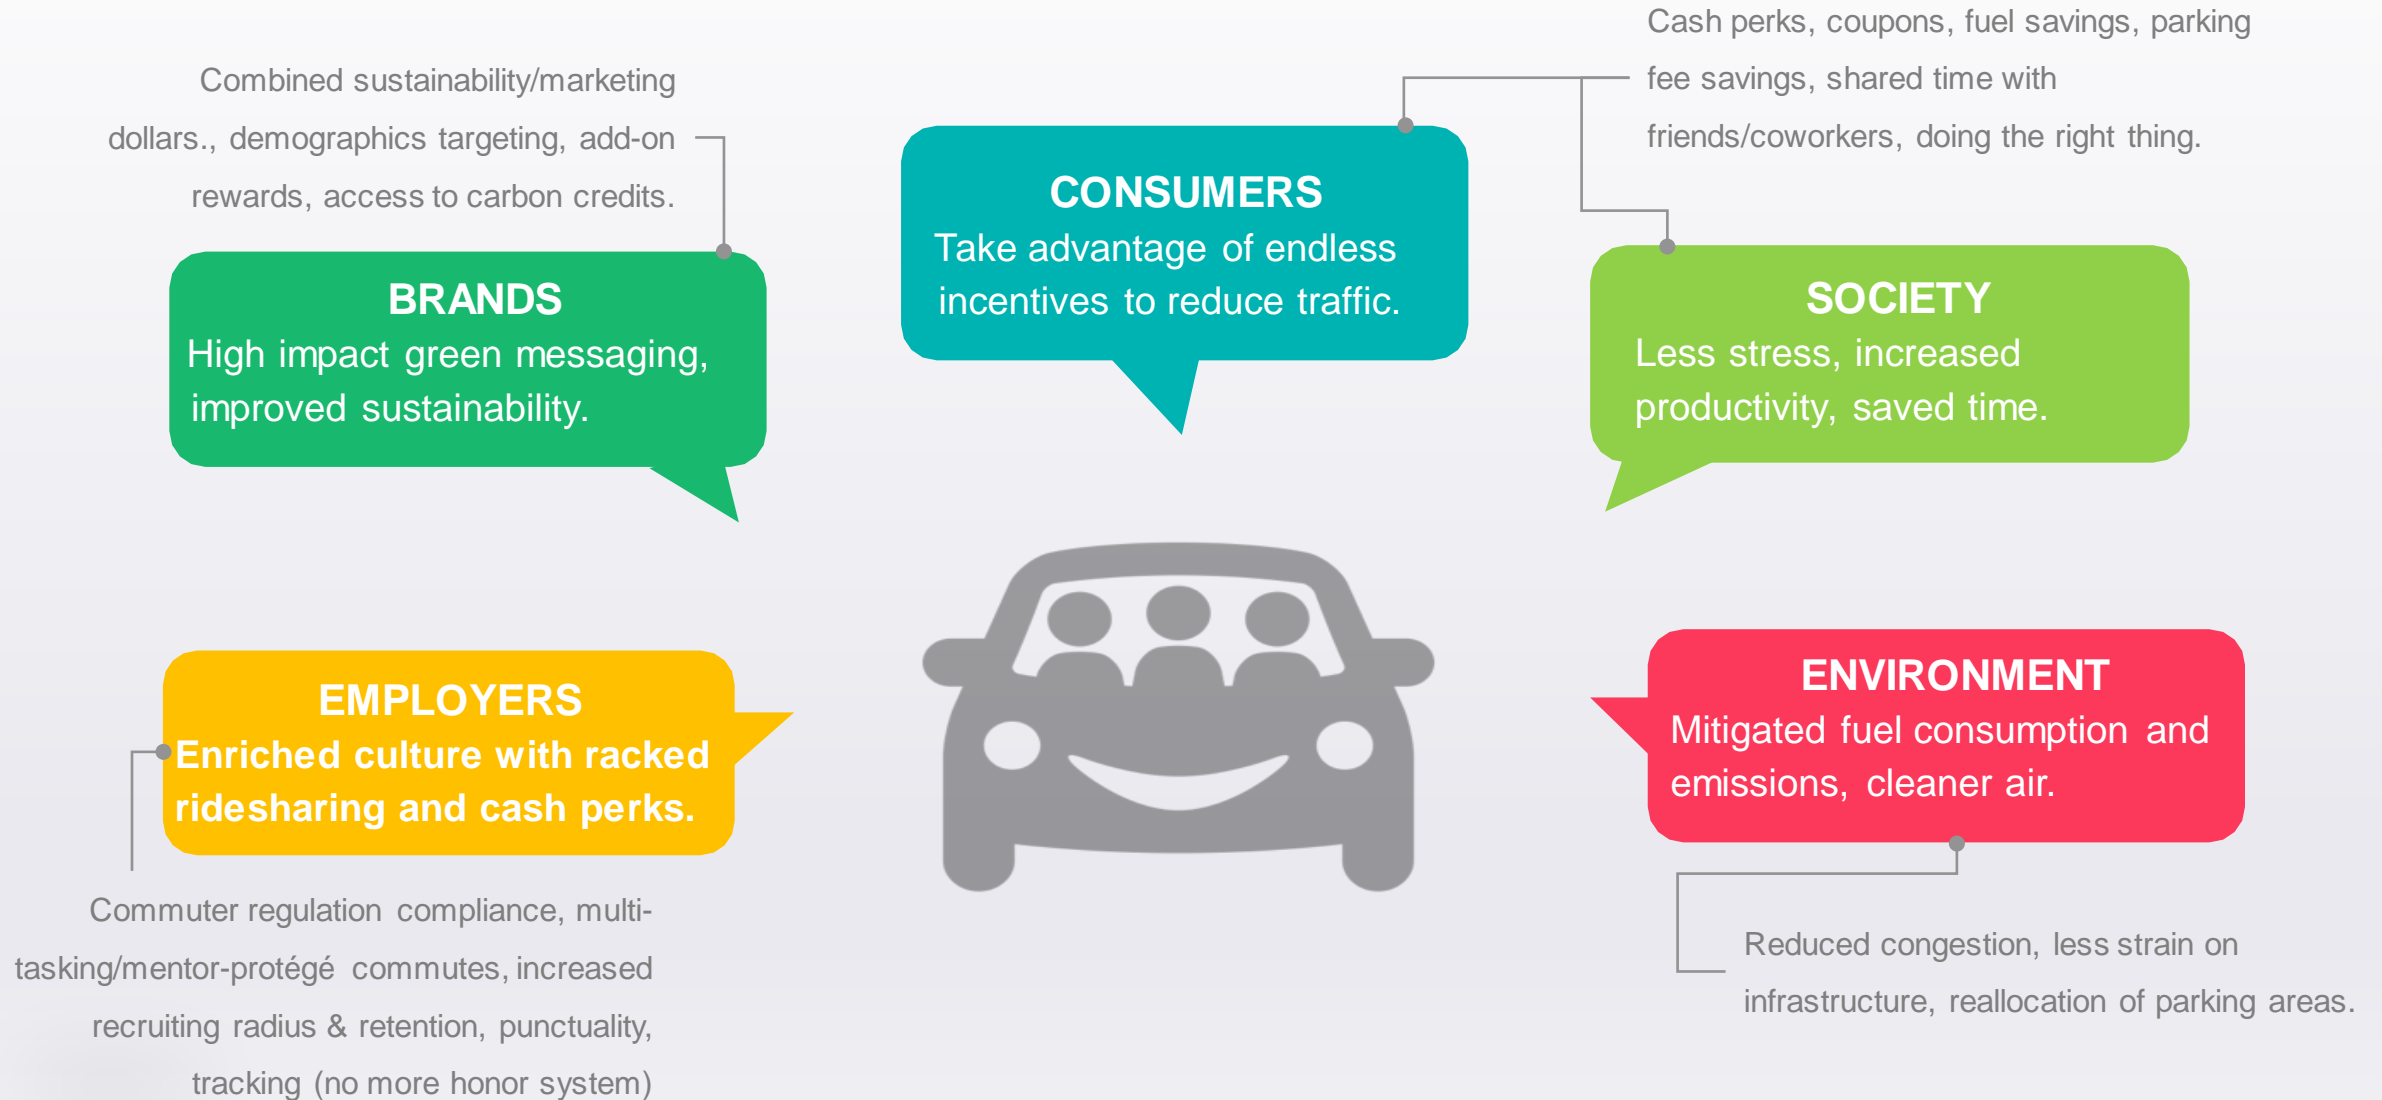 Combined sustainability/marketing
dollars., demographics targeting, add-on
rewards, access to carbon credits.
BRANDS
High impact green messaging,
improved sustainability.
CONSUMERS
Take advantage of endless
incentives to reduce traffic.
Cash perks, coupons, fuel savings, parking
fee savings, shared time with
friends/coworkers, doing the right thing.
SOCIETY
Less stress, increased
productivity, saved time.
EMPLOYERS
Enriched culture with racked
ridesharing and cash perks.
Commuter regulation compliance, multi-
tasking/mentor-protégé commutes, increased
recruiting radius & retention, punctuality,
tracking (no more honor system)
ENVIRONMENT
Mitigated fuel consumption and
emissions, cleaner air.
Reduced congestion, less strain on
infrastructure, reallocation of parking areas.